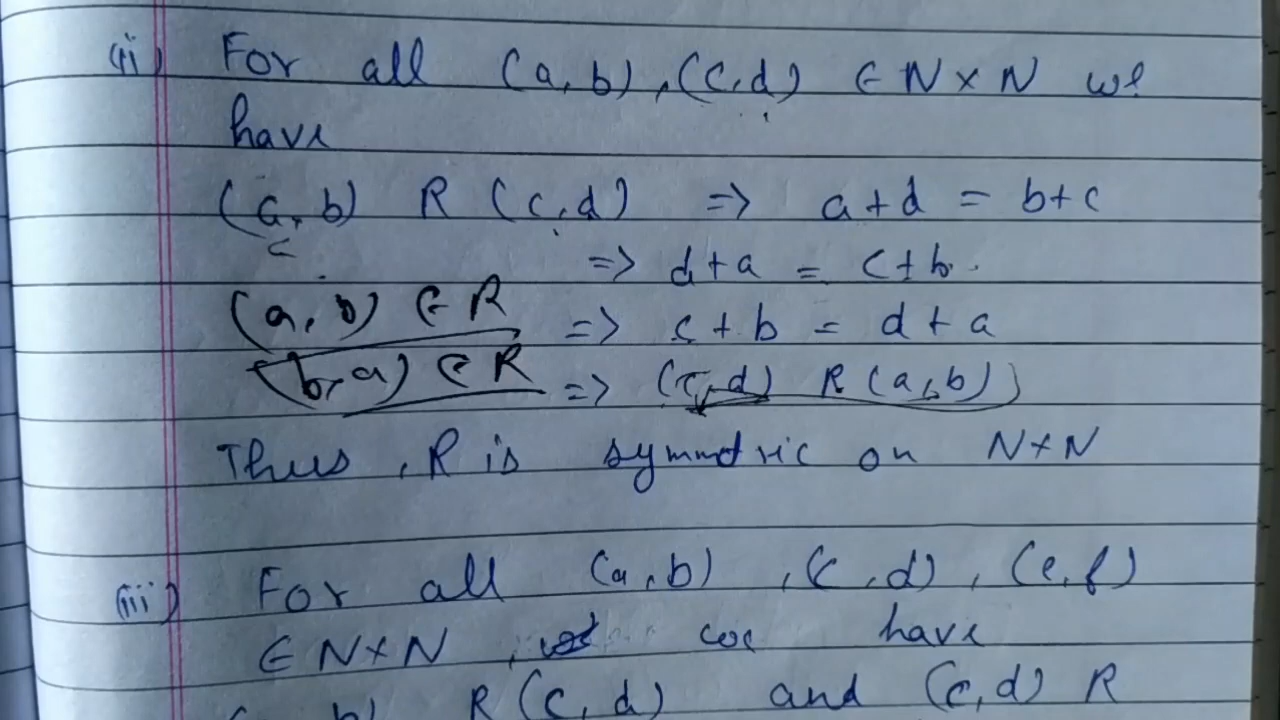 (ii) For all (a, b), (c, d) ∈ N × N we
have
(a, b) R (c, d) => a + d = b + c
c
=> d + a = c + b.
(a, b) ∈ R => c + b = d + a
(b, a) ∈ R => (c, d) R (a, b)
Thus, R is symmetric on N × N
(iii) For all (a, b), (c, d), (e, f)
∈ N × N, we have
b) R (c, d) and (c, d) R